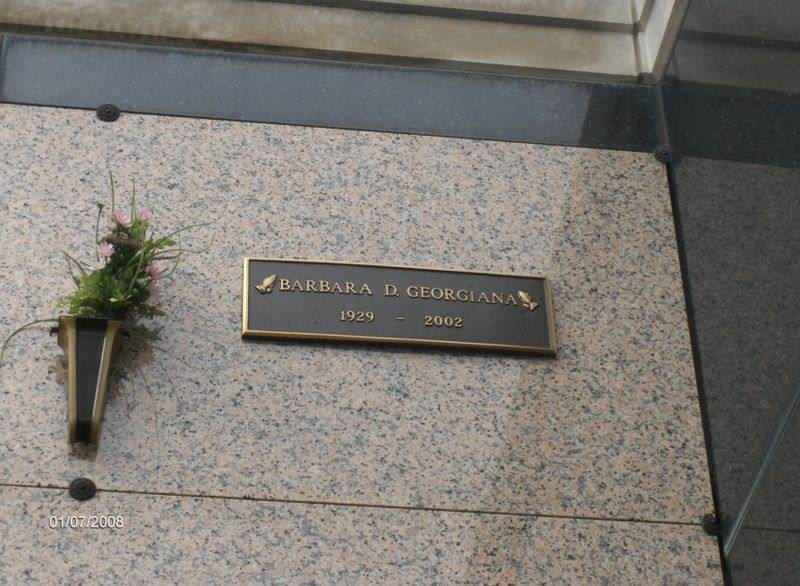 BARBARA D. GEORGIANA
1929 - 2002
01/07/2008